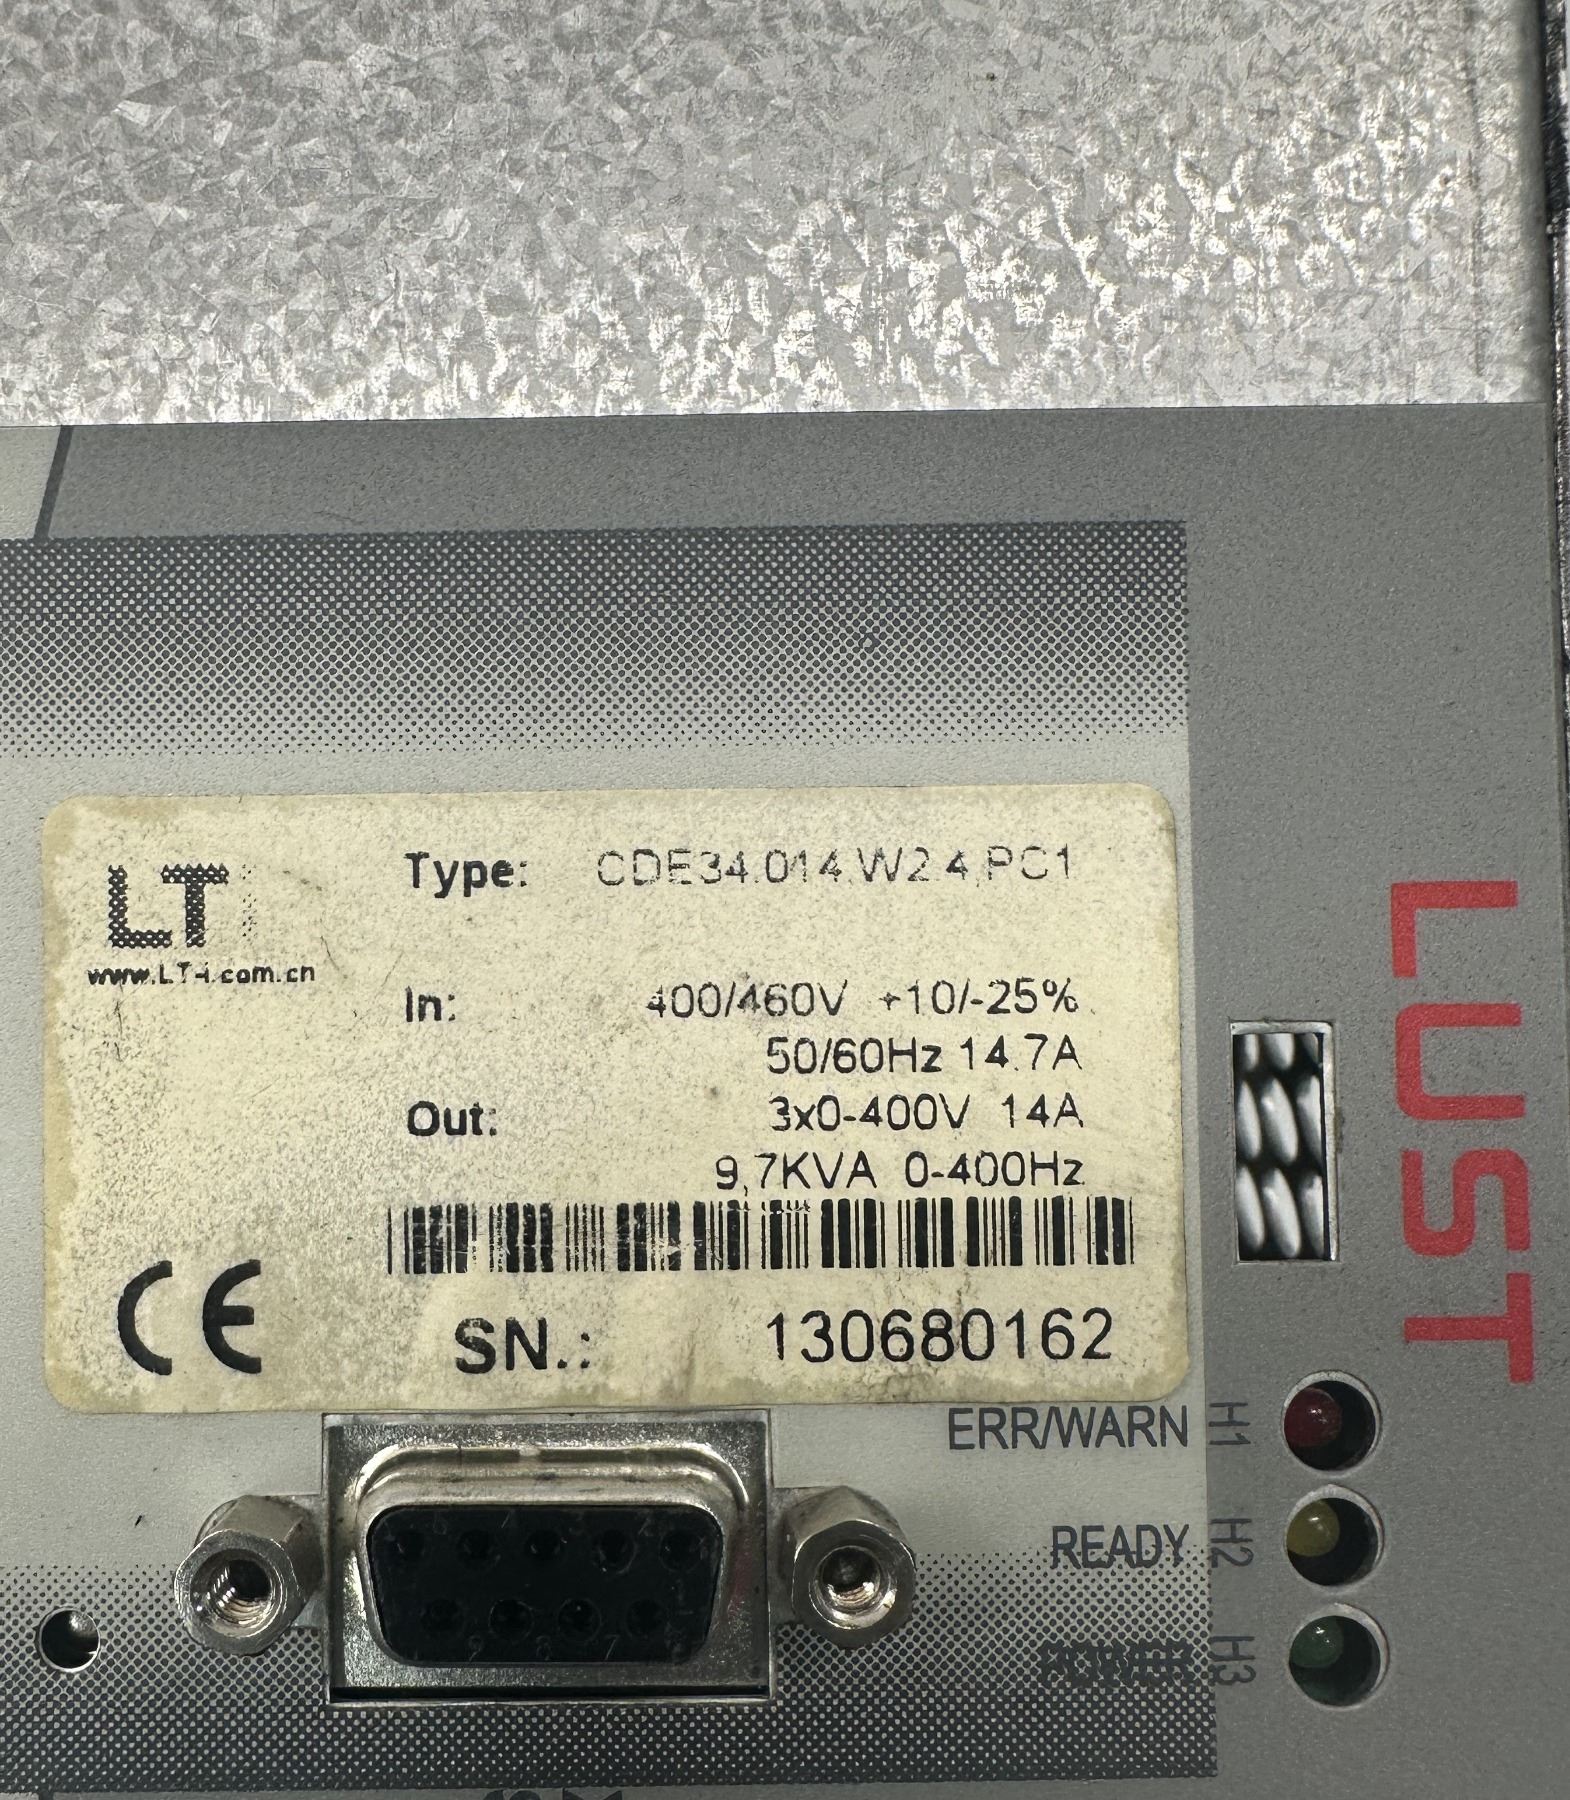 LTi
www.LT-i.com.cn
Type: CDE34.014.W2.4,PC1
In: 400/460V +10/-25%
50/60Hz 14.7A
Out: 3x0-400V 14A
9,7KVA 0-400Hz
CE
SN.: 130680162
LUST
ERR/WARN H1
READY H2
POWER H3